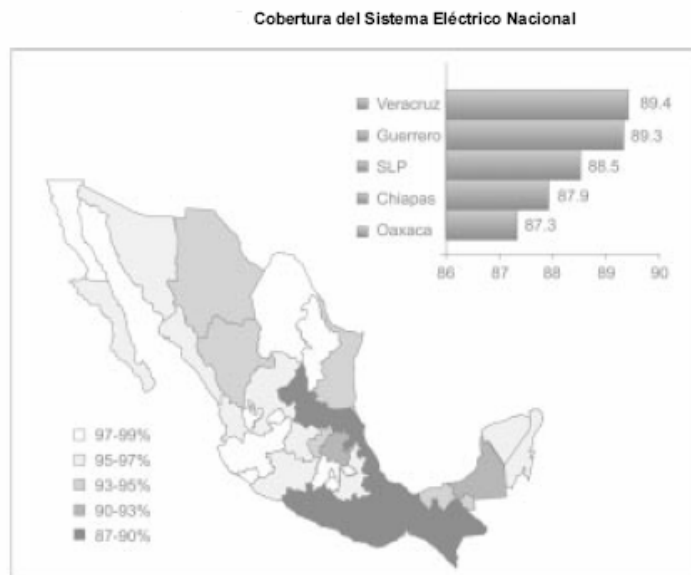 Cobertura del Sistema Eléctrico Nacional
Veracruz 89.4
Guerrero 89.3
SLP 88.5
Chiapas 87.9
Oaxaca 87.3
86 87 88 89 90
97-99%
95-97%
93-95%
90-93%
87-90%